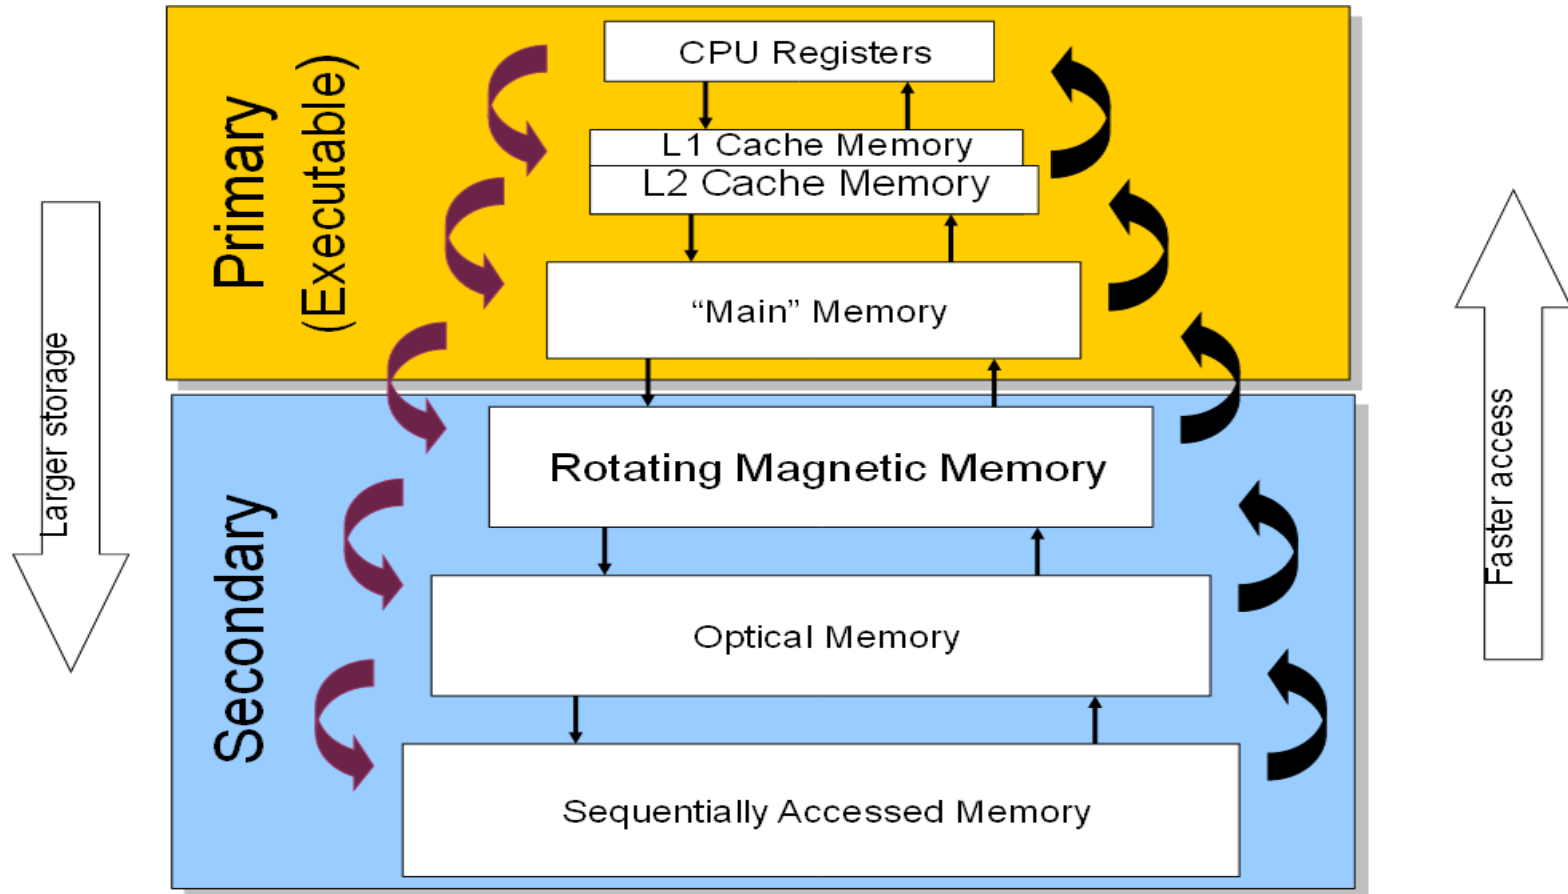 Primary
(Executable)
CPU Registers
L1 Cache Memory
L2 Cache Memory
“Main” Memory
Larger storage
Faster access
Secondary
Rotating Magnetic Memory
Optical Memory
Sequentially Accessed Memory